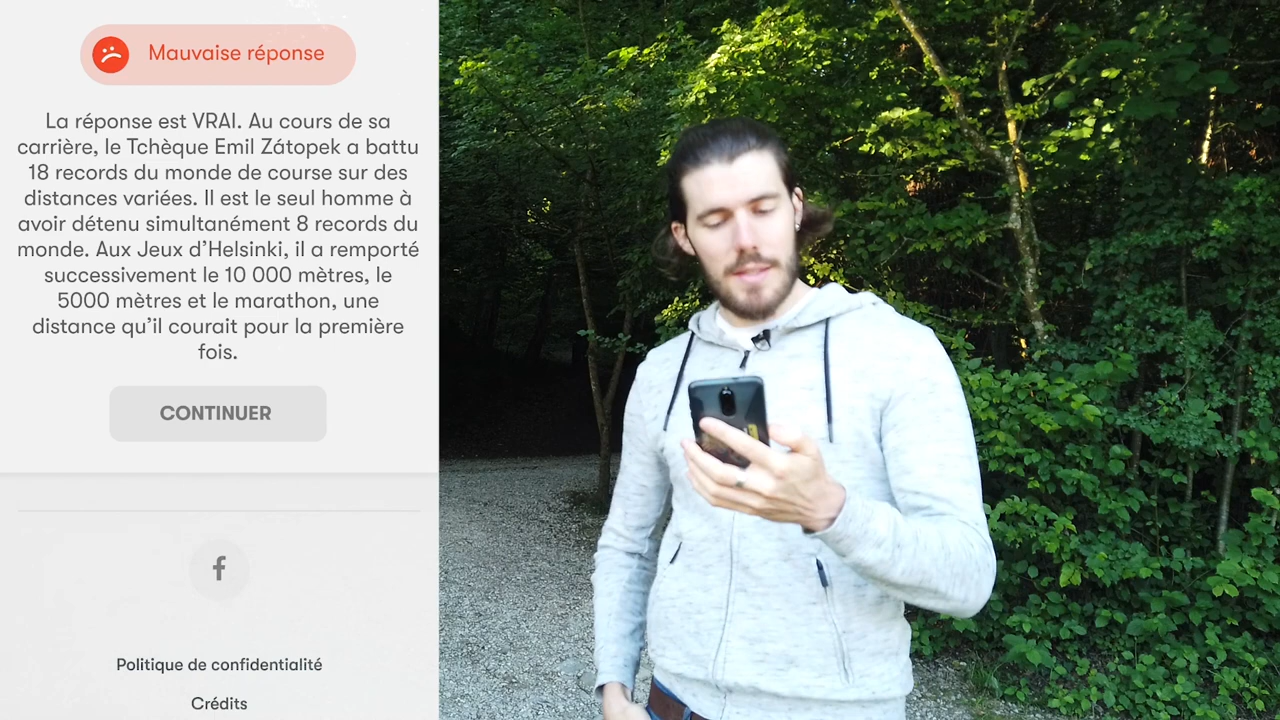 Mauvaise réponse
La réponse est VRAI. Au cours de sa
carrière, le Tchèque Emil Zátopek a battu
18 records du monde de course sur des
distances variées. Il est le seul homme à
avoir détenu simultanément 8 records du
monde. Aux Jeux d’Helsinki, il a remporté
successivement le 10 000 mètres, le
5000 mètres et le marathon, une
distance qu’il courait pour la première
fois.
CONTINUER
f
Politique de confidentialité
Crédits